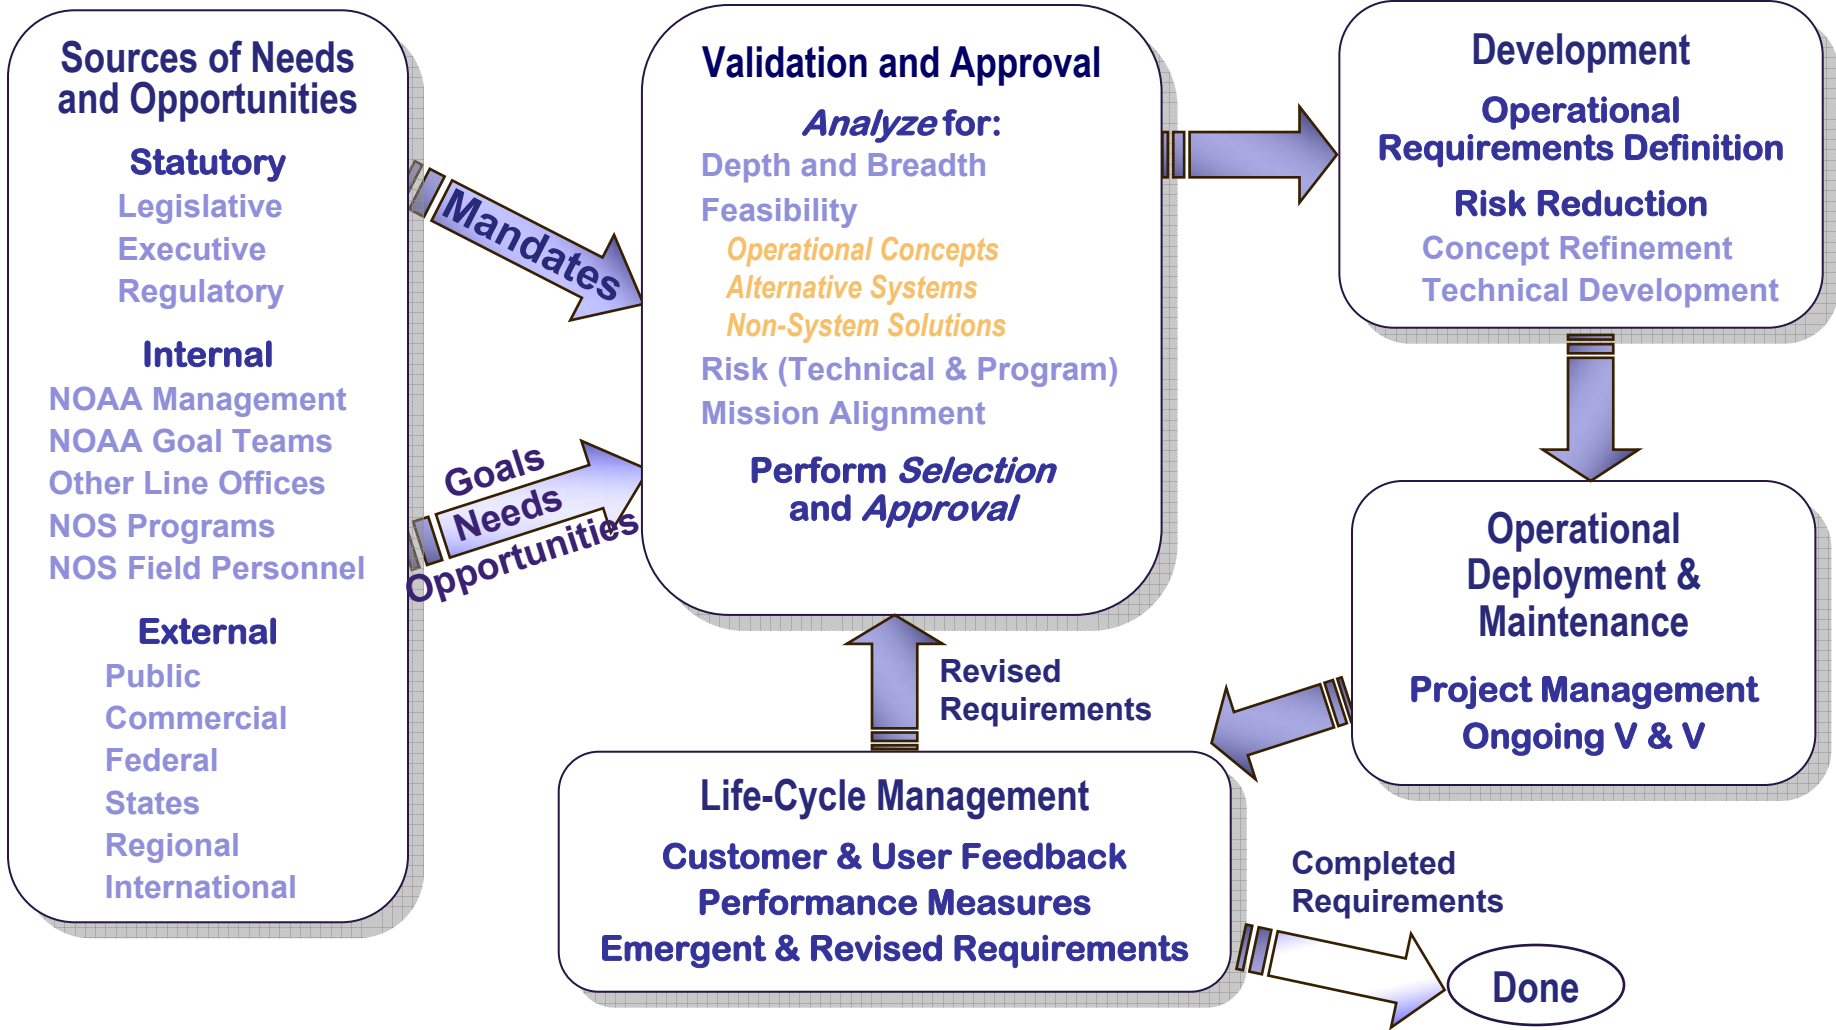 Sources of Needs
and Opportunities
Statutory
Legislative
Executive
Regulatory
Internal
NOAA Management
NOAA Goal Teams
Other Line Offices
NOS Programs
NOS Field Personnel
External
Public
Commercial
Federal
States
Regional
International
Mandates
Goals
Needs
Opportunities
Validation and Approval
Analyze for:
Depth and Breadth
Feasibility
Operational Concepts
Alternative Systems
Non-System Solutions
Risk (Technical & Program)
Mission Alignment
Perform Selection
and Approval
Development
Operational
Requirements Definition
Risk Reduction
Concept Refinement
Technical Development
Operational
Deployment &
Maintenance
Project Management
Ongoing V & V
Revised
Requirements
Life-Cycle Management
Customer & User Feedback
Performance Measures
Emergent & Revised Requirements
Completed
Requirements
Done